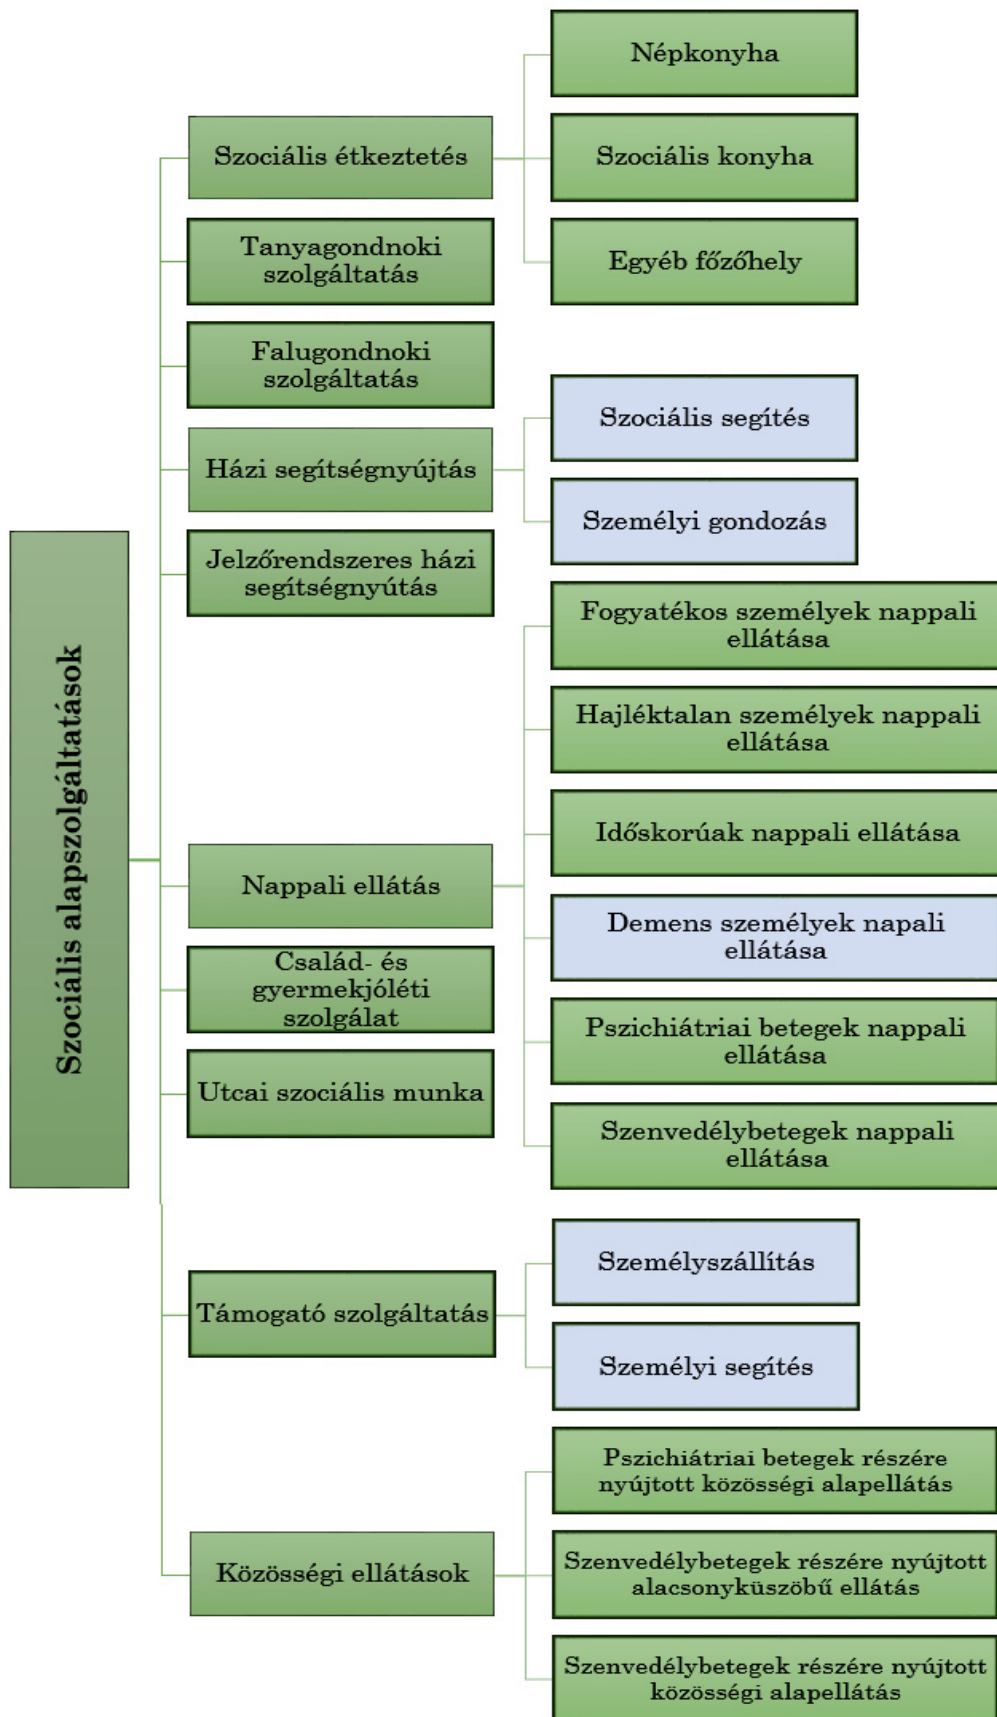 Szociális alapszolgáltatások
Szociális étkeztetés
Népkonyha
Szociális konyha
Egyéb főzőhely
Tanyagondnoki
szolgáltatás
Falugondnoki
szolgáltatás
Házi segítségnyújtás
Szociális segítés
Személyi gondozás
Jelzőrendszeres házi
segítségnyútás
Nappali ellátás
Fogyatékos személyek nappali
ellátása
Hajléktalan személyek nappali
ellátása
Időskorúak nappali ellátása
Demens személyek napali
ellátása
Pszichiátriai betegek nappali
ellátása
Szenvedélybetegek nappali
ellátása
Család- és
gyermekjóléti
szolgálat
Utcai szociális munka
Támogató szolgáltatás
Személyszállítás
Személyi segítés
Közösségi ellátások
Pszichiátriai betegek részére
nyújtott közösségi alapellátás
Szenvedélybetegek részére nyújtott
alacsonyküszöbű ellátás
Szenvedélybetegek részére nyújtott
közösségi alapellátás